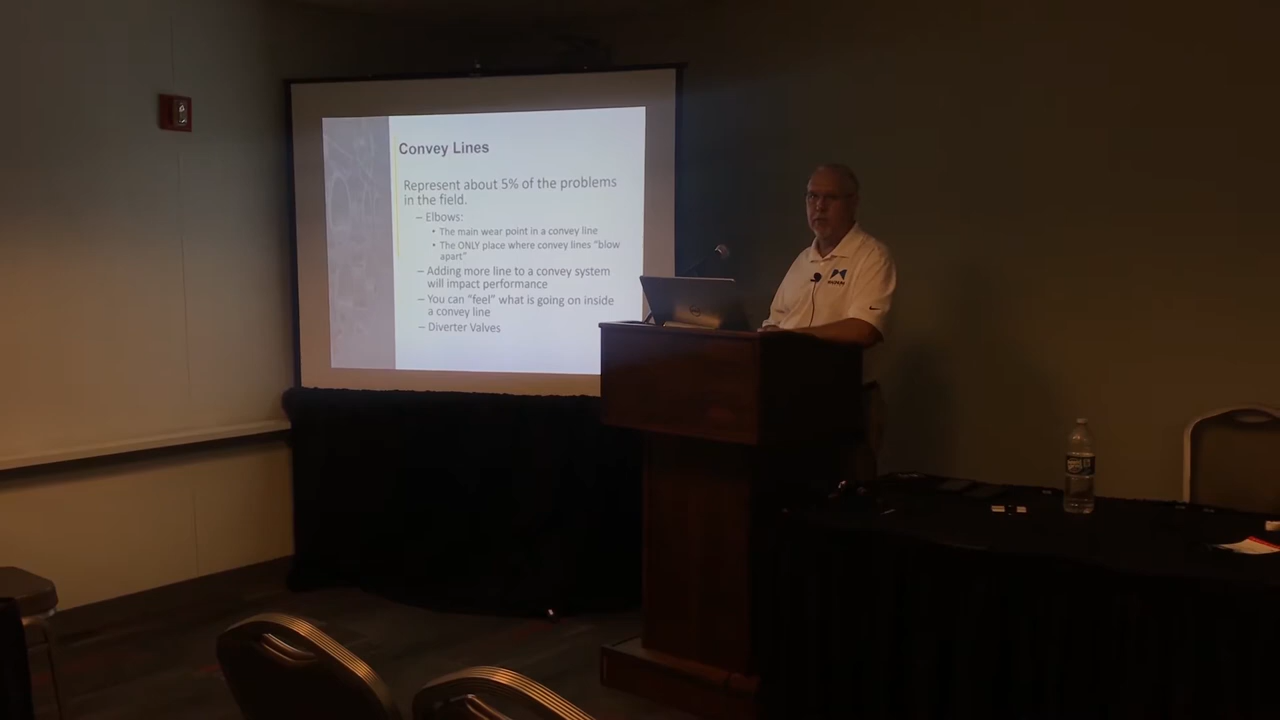 Convey Lines
Represent about 5% of the problems
in the field.
– Elbows:
• The main wear point in a convey line
• The ONLY place where convey lines "blow
apart"
– Adding more line to a convey system
will impact performance
– You can "feel" what is going on inside
a convey line
– Diverter Valves
DELL